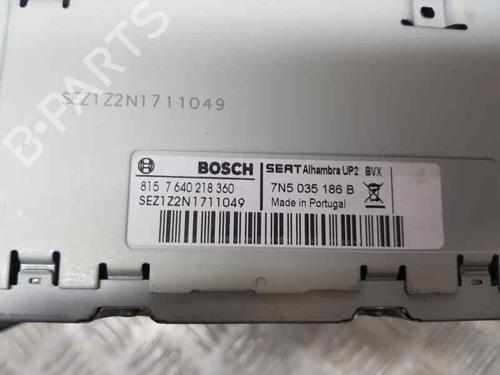 B-PARTS
SEZ1Z2N1711049
BOSCH
SEAT Alhambra UP2 BVX
815 7 640 218 360
7N5 035 186 B
SEZ1Z2N1711049
Made in Portugal